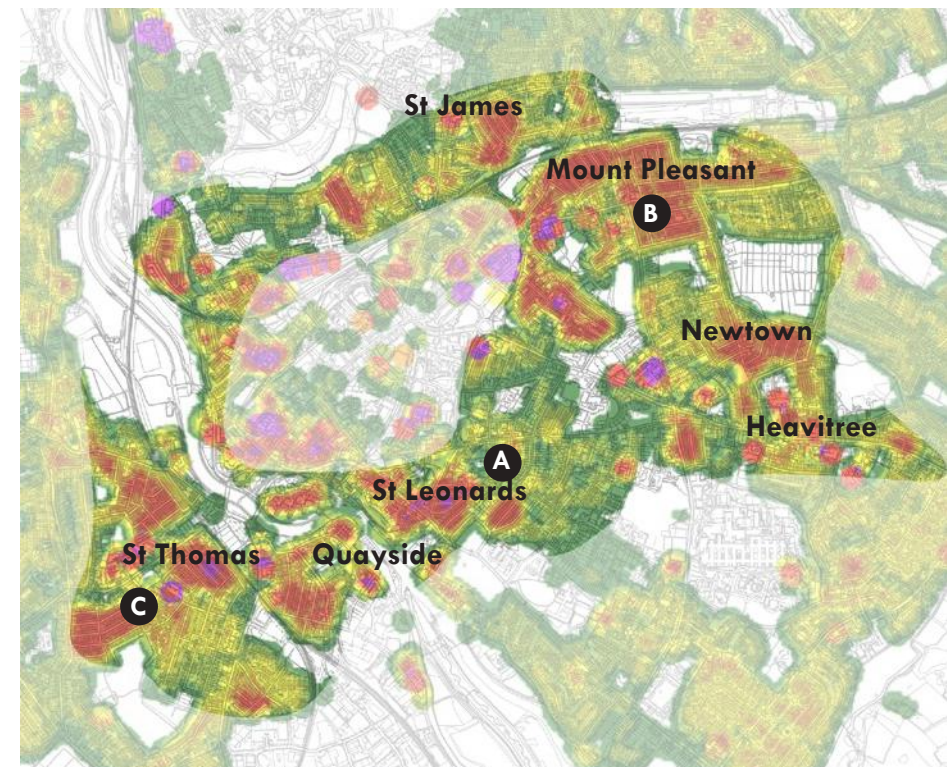 St James
Mount Pleasant
B
Newtown
Heavitree
A
St Leonards
St Thomas
Quayside
C